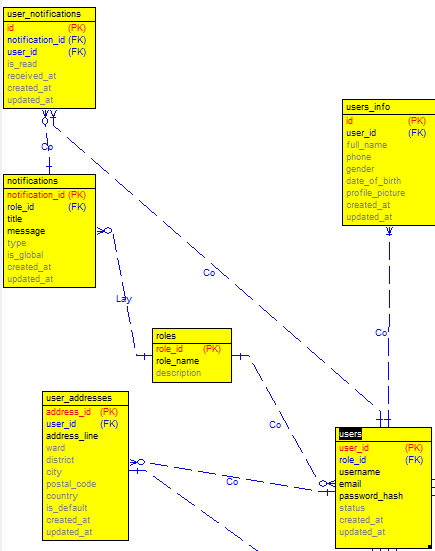 user_notifications
id (PK)
notification_id (FK)
user_id (FK)
is_read
received_at
created_at
updated_at
Co
notifications
notification_id (PK)
role_id (FK)
title
message
type
is_global
created_at
updated_at
users_info
id (PK)
user_id (FK)
full_name
phone
gender
date_of_birth
profile_picture
created_at
updated_at
Co
Lay
Co
roles
role_id (PK)
role_name
description
Co
user_addresses
address_id (PK)
user_id (FK)
address_line
ward
district
city
postal_code
country
is_default
created_at
updated_at
Co
users
user_id (PK)
role_id (FK)
username
email
password_hash
status
created_at
updated_at